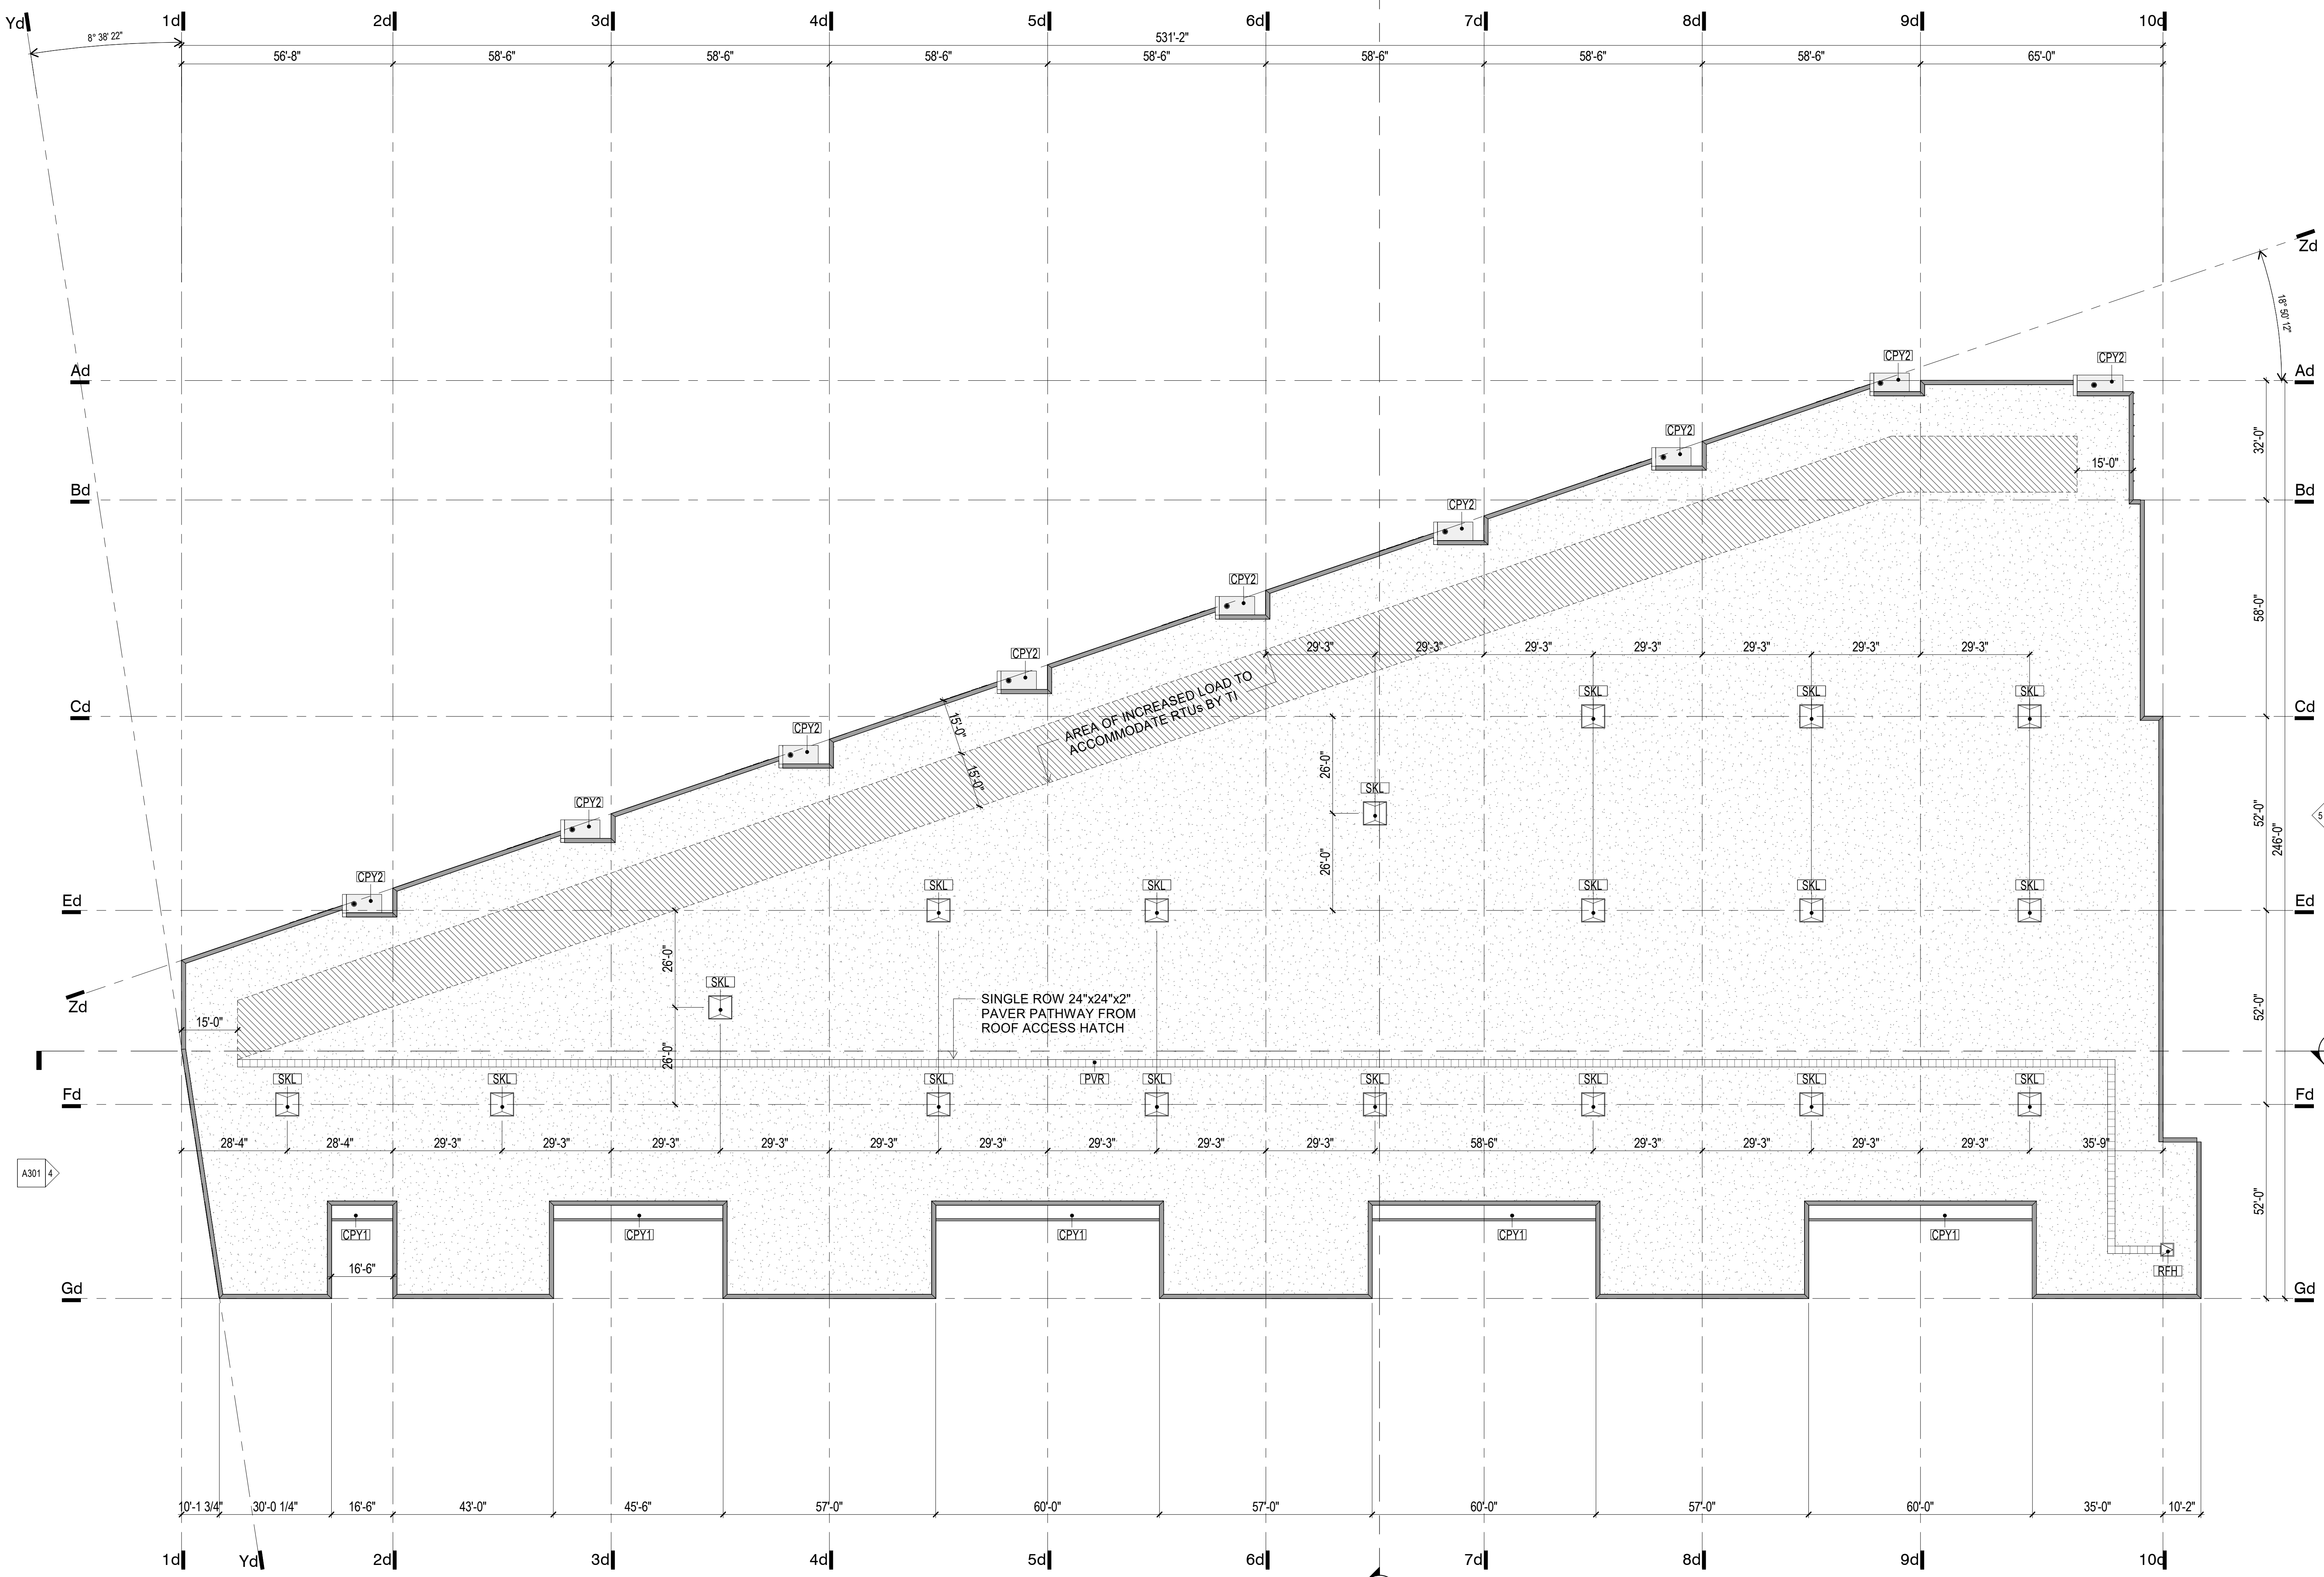 Yd
1d
2d
3d
4d
5d
6d
7d
8d
9d
10d
8° 38' 22"
531'-2"
56'-8"
58'-6"
58'-6"
58'-6"
58'-6"
58'-6"
58'-6"
58'-6"
65'-0"
Zd
18° 50' 12"
CPY2
CPY2
Ad
Ad
CPY2
32'-0"
15'-0"
Bd
Bd
CPY2
CPY2
58'-0"
29'-3"
29'-3"
29'-3"
29'-3"
29'-3"
29'-3"
29'-3"
CPY2
AREA OF INCREASED LOAD TO
ACCOMMODATE RTUs BY TI
SKL
SKL
SKL
Cd
Cd
15'-0"
15'-0"
CPY2
26'-0"
SKL
CPY2
52'-0"
246'-0"
5
26'-0"
CPY2
SKL
SKL
SKL
SKL
SKL
Ed
Ed
26'-0"
SKL
SINGLE ROW 24"x24"x2"
PAVER PATHWAY FROM
ROOF ACCESS HATCH
52'-0"
Zd
15'-0"
26'-0"
SKL
SKL
SKL
PVR
SKL
SKL
SKL
SKL
SKL
Fd
Fd
28'-4"
28'-4"
29'-3"
29'-3"
29'-3"
29'-3"
29'-3"
29'-3"
29'-3"
29'-3"
29'-3"
58'-6"
29'-3"
29'-3"
29'-3"
29'-3"
35'-9"
A301
4
52'-0"
CPY1
CPY1
CPY1
CPY1
CPY1
16'-6"
RFH
Gd
Gd
10'-1 3/4"
30'-0 1/4"
16'-6"
43'-0"
45'-6"
57'-0"
60'-0"
57'-0"
60'-0"
57'-0"
60'-0"
35'-0"
10'-2"
1d
Yd
2d
3d
4d
5d
6d
7d
8d
9d
10d